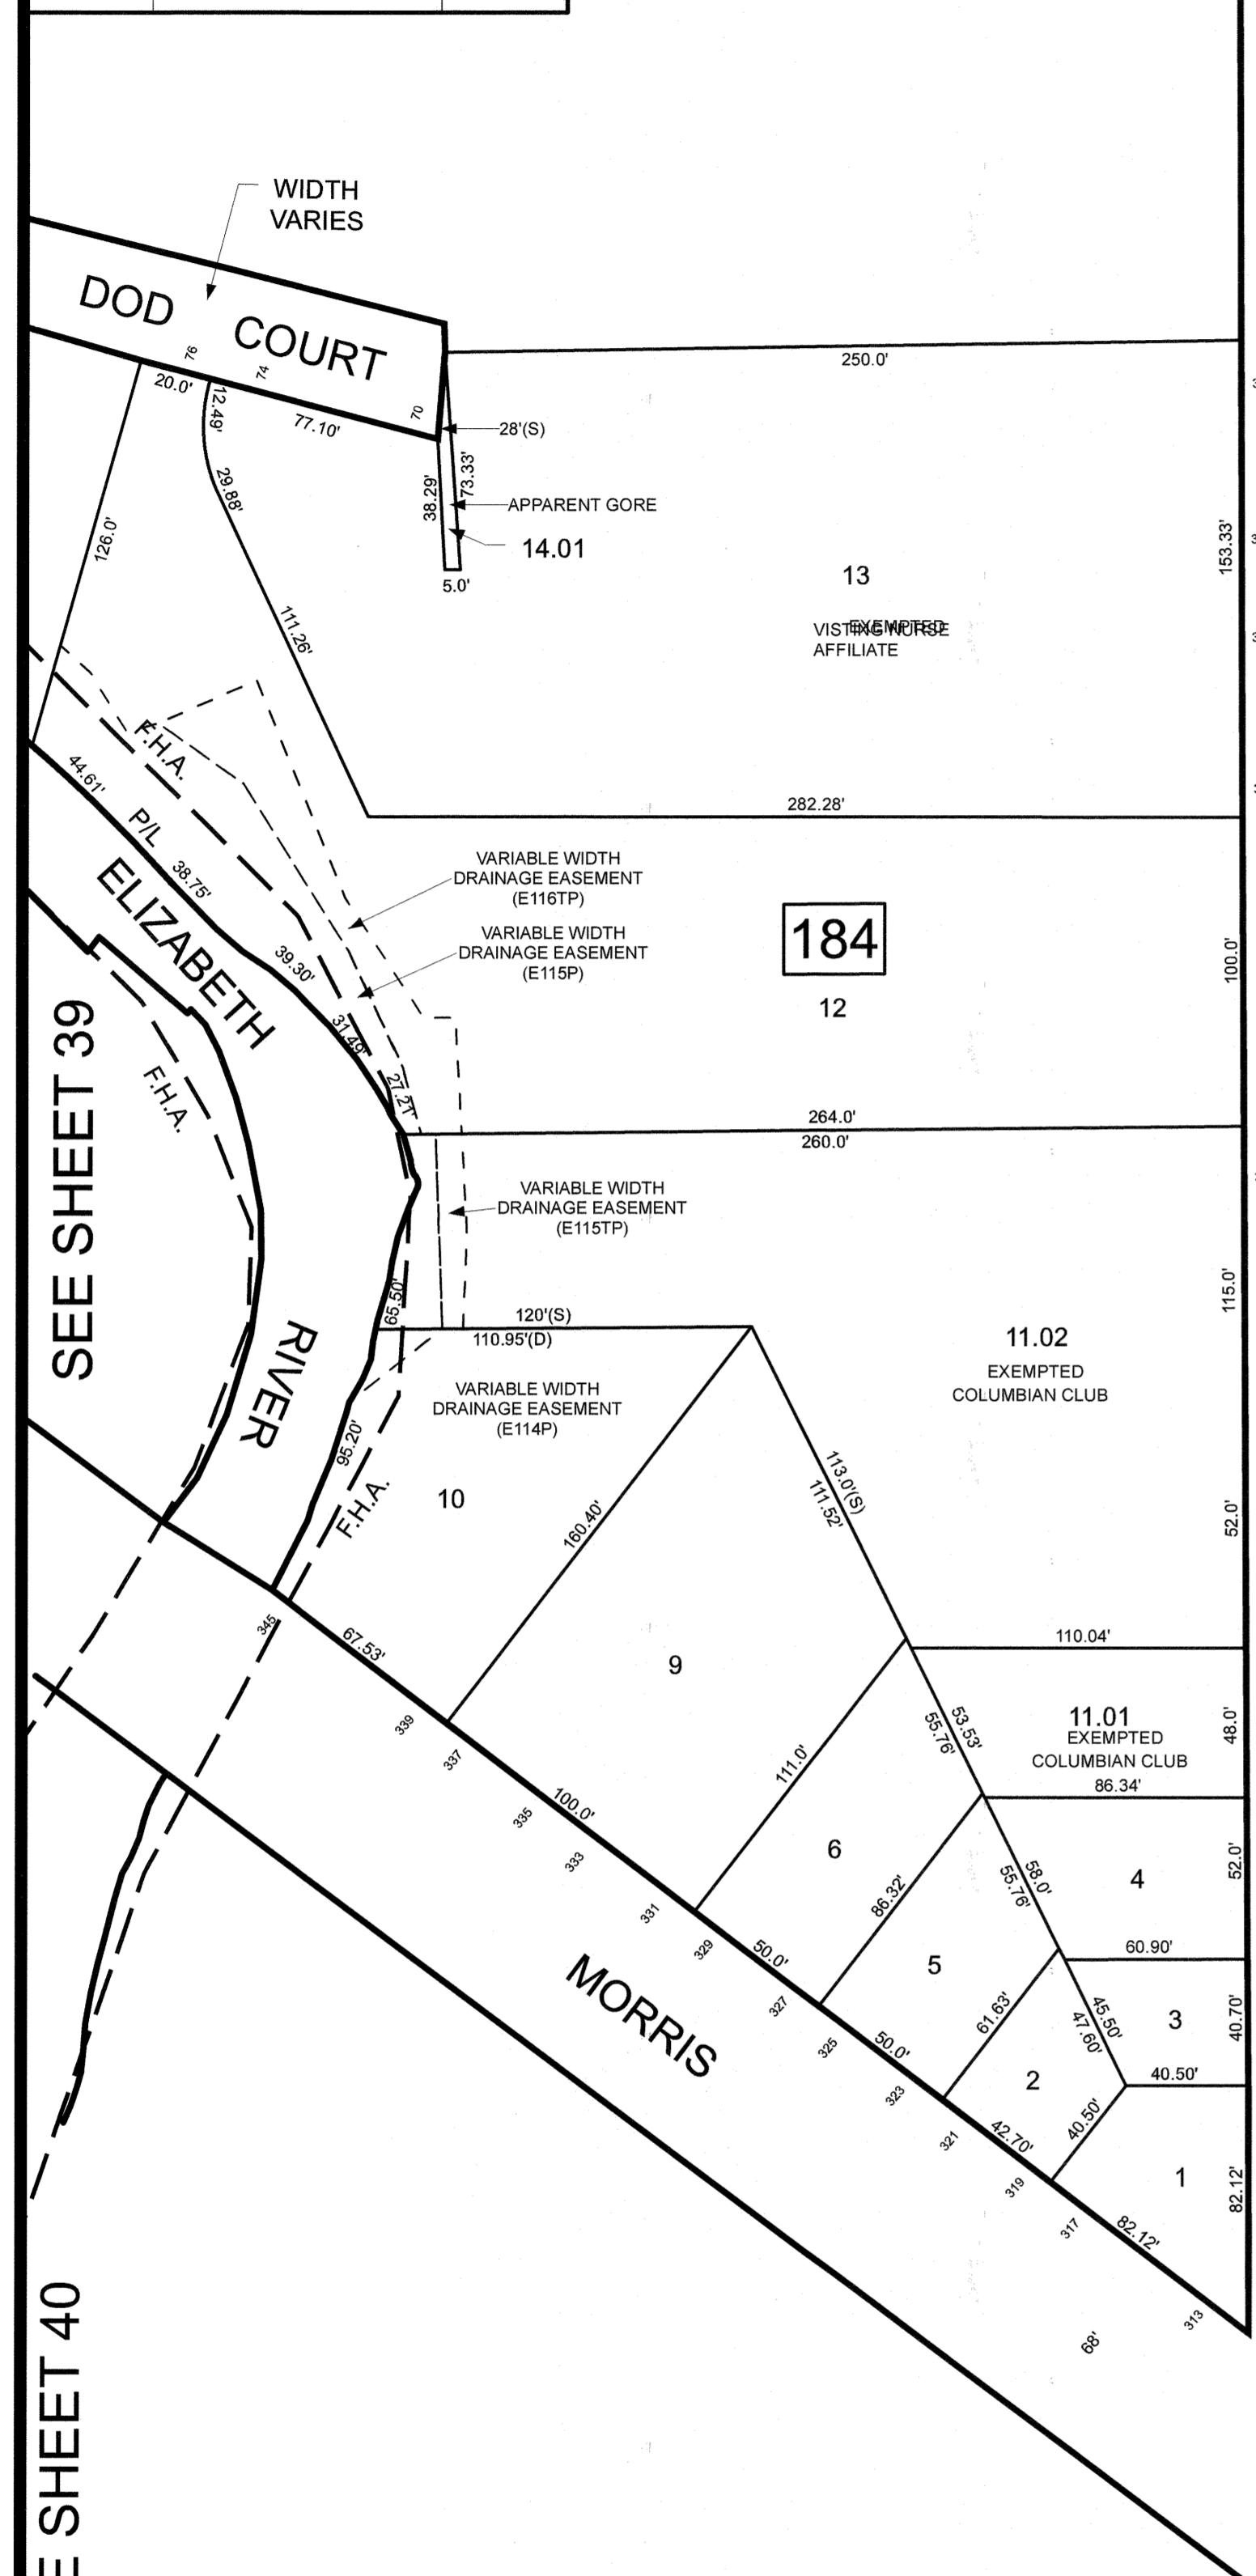 WIDTH
VARIES
DOD COURT
76
74
70
20.0'
12.49'
77.10'
250.0'
28'(S)
38.29'
73.33'
29.88'
APPARENT GORE
14.01
5.0'
126.0'
111.26'
153.33'
13
EXEMPTED
VISTING NURSE
AFFILIATE
F.H.A.
44.61'
P/L
282.28'
38.75'
ELIZABETH
VARIABLE WIDTH
DRAINAGE EASEMENT
(E116TP)
VARIABLE WIDTH
DRAINAGE EASEMENT
(E115P)
184
12
100.0'
39.30'
31.49'
27.21'
SEE SHEET 39
F.H.A.
264.0'
260.0'
VARIABLE WIDTH
DRAINAGE EASEMENT
(E115TP)
115.0'
65.50'
120'(S)
110.95'(D)
RIVER
11.02
EXEMPTED
COLUMBIAN CLUB
VARIABLE WIDTH
DRAINAGE EASEMENT
(E114P)
95.20'
F.H.A.
10
160.40'
113.0'(S)
111.52'
52.0'
345
67.53'
339
337
9
110.04'
11.01
EXEMPTED
COLUMBIAN CLUB
48.0'
53.53'
55.76'
86.34'
111.0'
100.0'
335
333
331
6
86.32'
58.0'
55.76'
4
52.0'
329
50.0'
327
5
60.90'
MORRIS
325
50.0'
323
61.63'
45.50'
47.60'
3
40.70'
2
40.50'
321
42.70'
319
40.50'
1
82.12'
317
82.12'
313
68'
SHEET 40